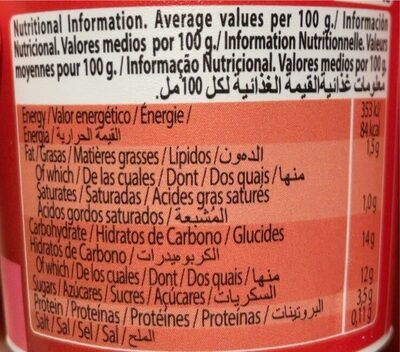 Nutritional Information. Average values per 100 g./ Información
Nutricional. Valores medios por 100 g./ Information Nutritionnelle. Valeurs
moyennes pour 100 g./ Informação Nutricional. Valores medios por 100 g./
معلومات غذائية القيمة الغذائية لكل 100 مل.
Energy / Valor energético / Énergie / 353 kJ
Energia / القيمة الحرارية 84 kcal
Fat / Grasas / Matières grasses / Lipidos / الدهون 1,5 g
Of which / De las cuales / Dont / Dos quais / منها
Saturates / Saturadas / Acides gras saturés
Ácidos gordos saturados / المشبعة 1,0 g
Carbohydrate / Hidratos de Carbono / Glucides
Hidratos de Carbono / الكربوهيدرات 14 g
Of which / De los cuales / Dont / Dos quais / منها
Sugars / Azúcares / Sucres / Açúcares / السكريات 12 g
Protein / Proteínas / Protéines / Proteínas / البروتينات 3,5 g
Salt / Sal / Sel / Sal / الملح 0,11 g